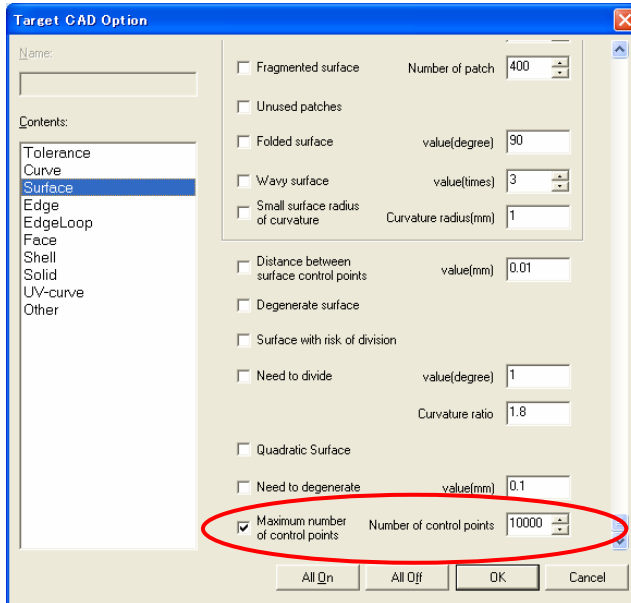 Target CAD Option
Name:
Contents:
Tolerance
Curve
Surface
Edge
EdgeLoop
Face
Shell
Solid
UV-curve
Other
Fragmented surface Number of patch 400
Unused patches
Folded surface value(degree) 90
Wavy surface value(times) 3
Small surface radius
of curvature Curvature radius(mm) 1
Distance between
surface control points value(mm) 0.01
Degenerate surface
Surface with risk of division
Need to divide value(degree) 1
Curvature ratio 1.8
Quadratic Surface
Need to degenerate value(mm) 0.1
Maximum number
of control points Number of control points 10000
All On All Off OK Cancel